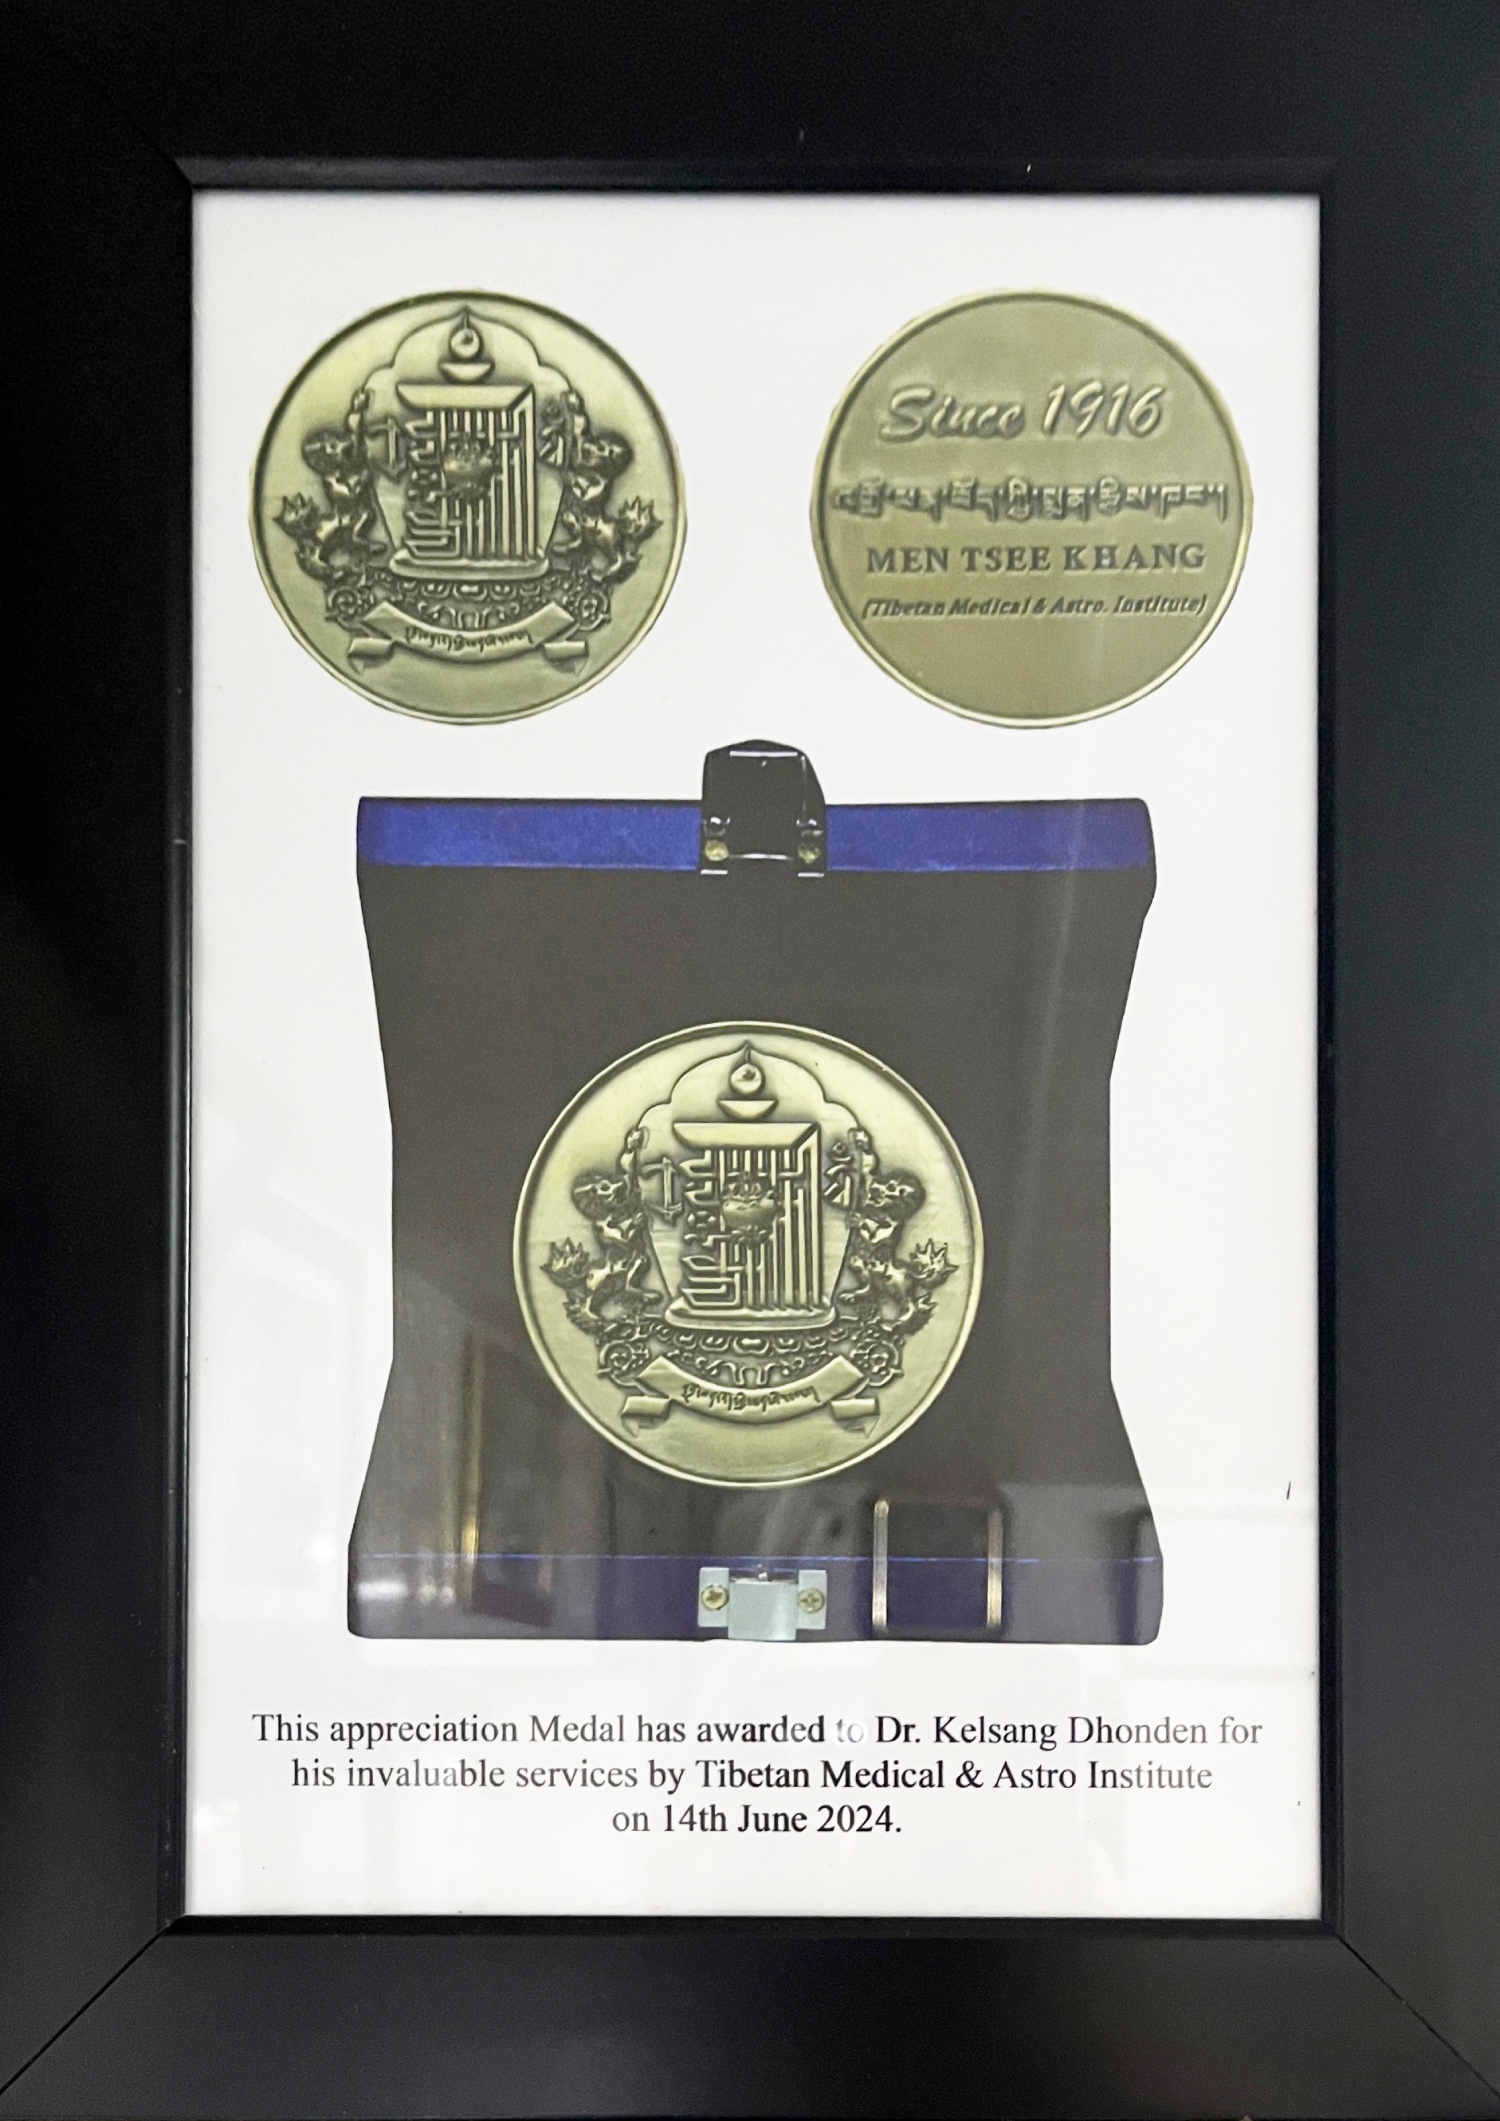 Since 1916
MEN TSEE KHANG
(Tibetan Medical & Astro. Institute)
This appreciation Medal has awarded to Dr. Kelsang Dhonden for
his invaluable services by Tibetan Medical & Astro Institute
on 14th June 2024.